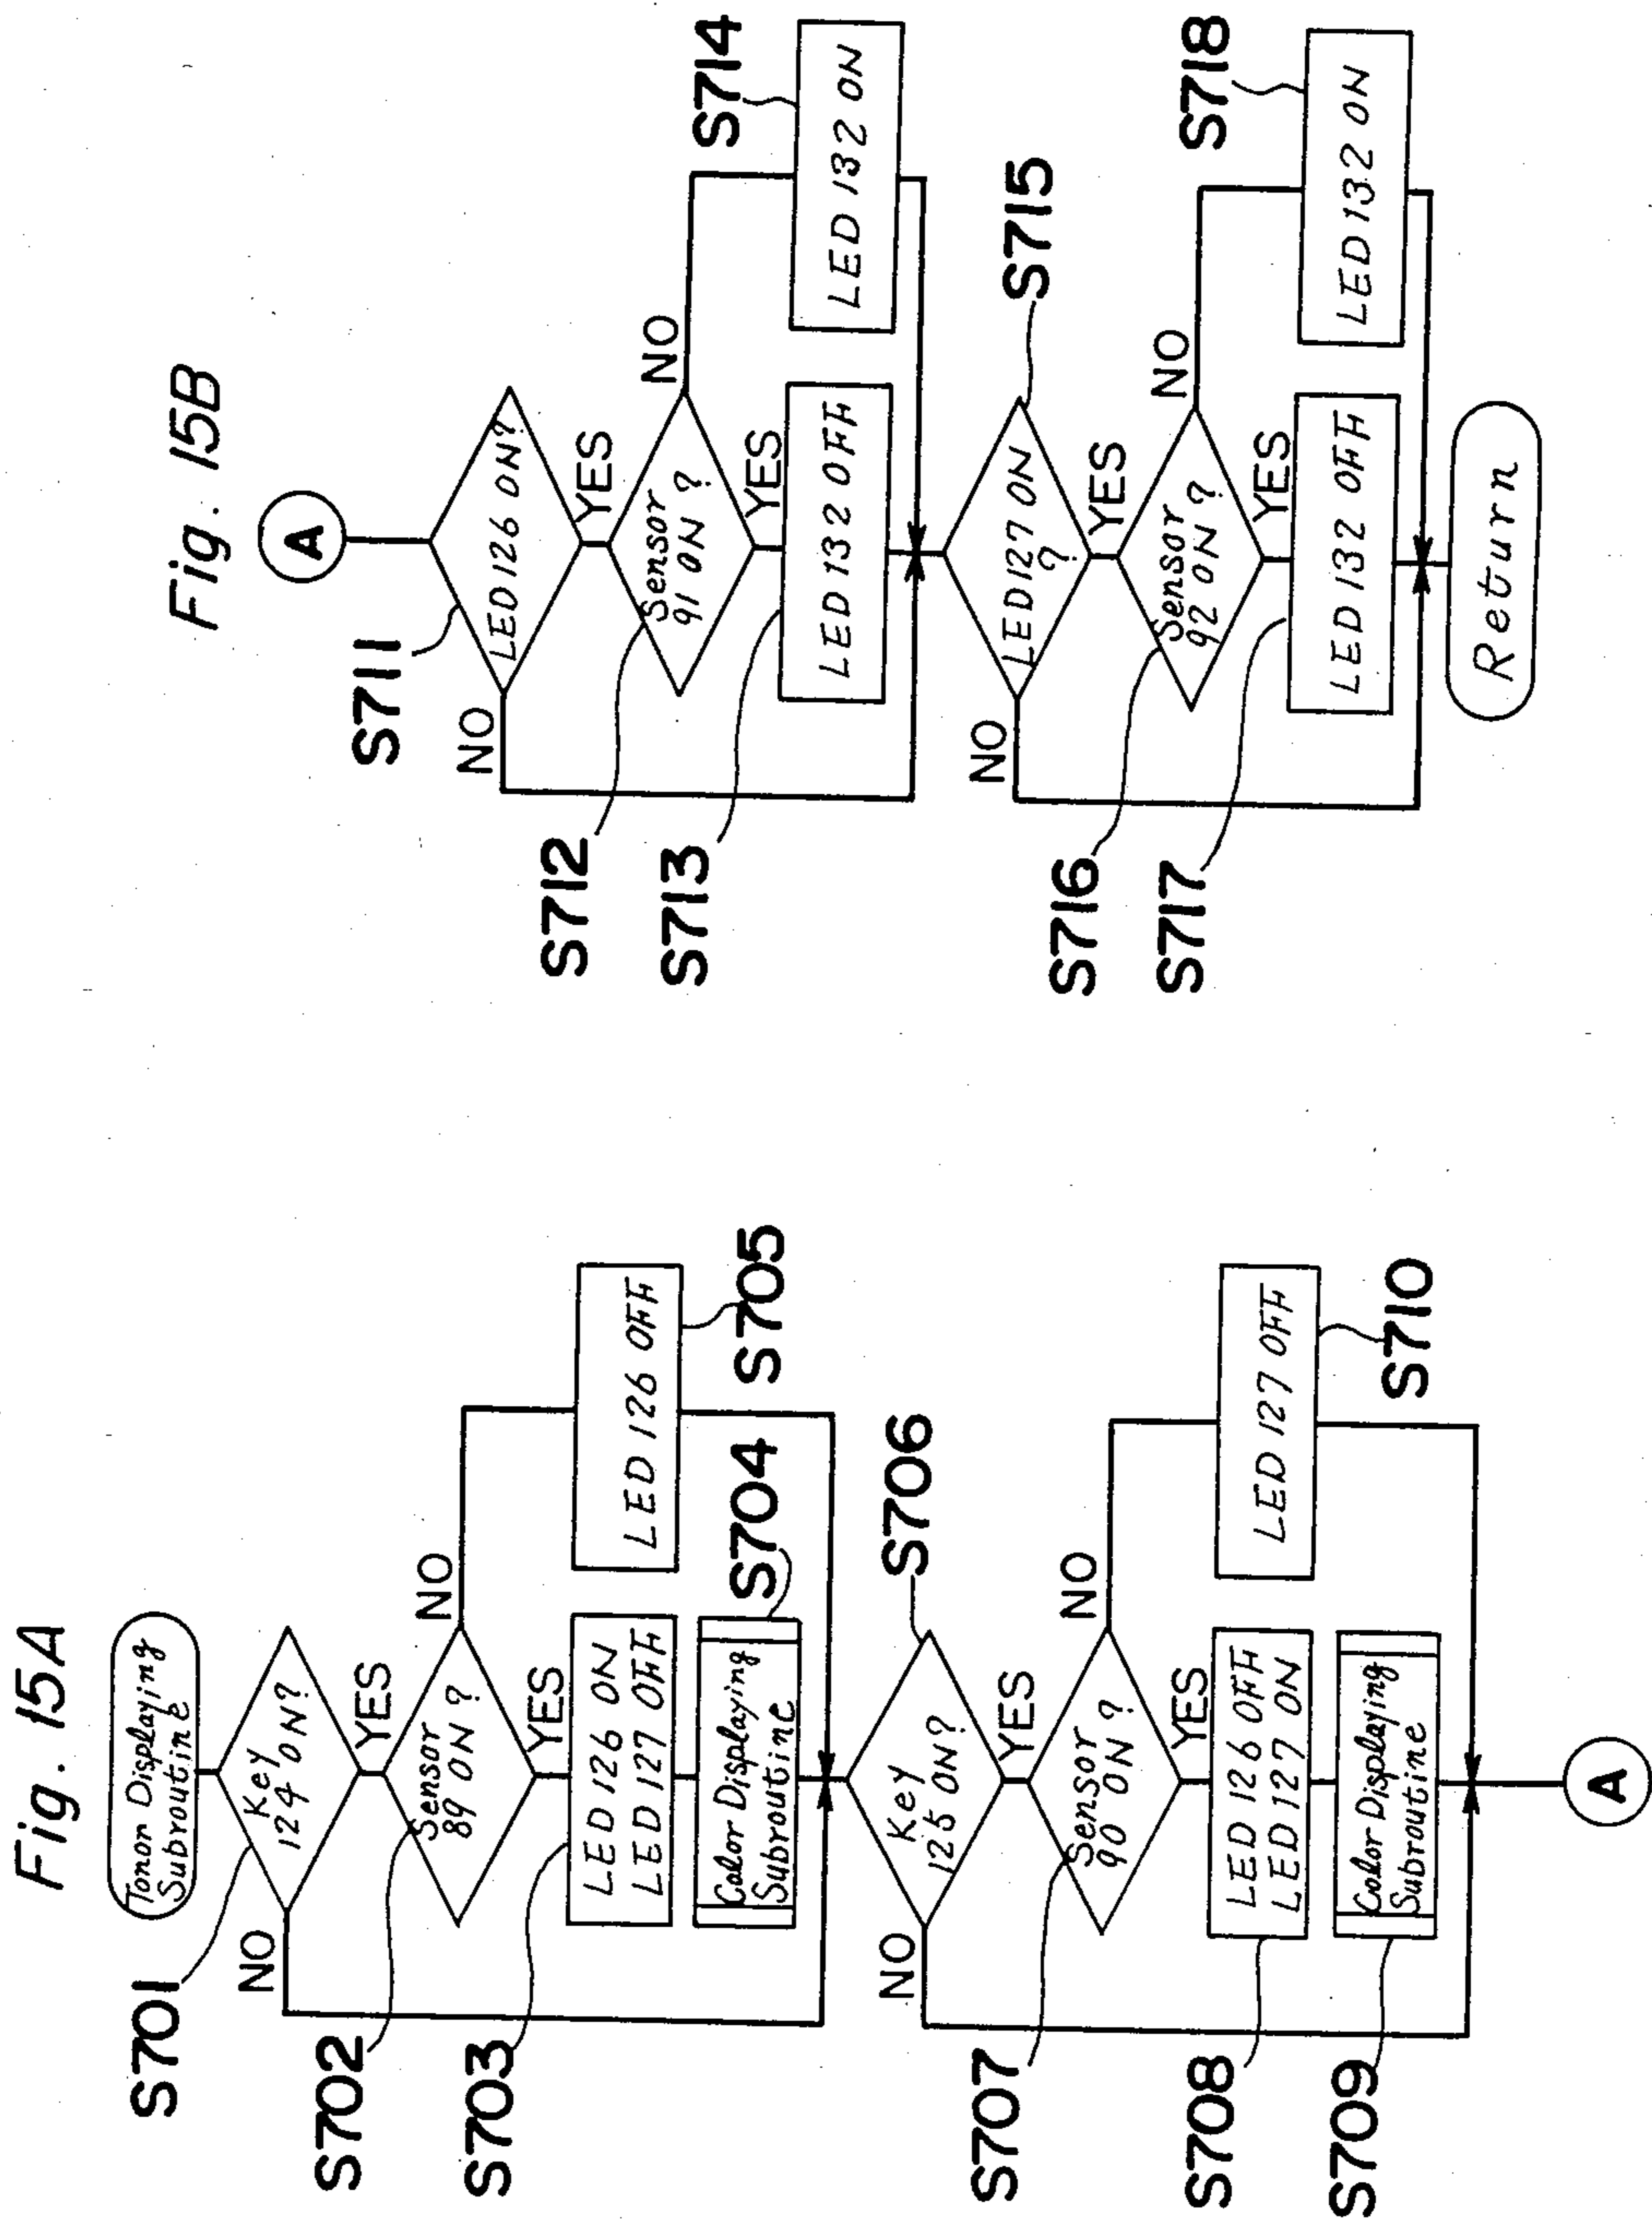 Fig. 15A
Tonor Displaying
Subroutine
S701
Key
124 ON?
NO
YES
S702
Sensor
89 ON?
NO
YES
S703
LED 126 ON
LED 127 OFF
S705
LED 126 OFF
S704
Color Displaying
Subroutine
S706
Key
125 ON?
NO
YES
S707
Sensor
90 ON?
NO
YES
S708
LED 126 OFF
LED 127 ON
LED 127 OFF
S710
S709
Color Displaying
Subroutine
A
Fig. 15B
A
S711
LED 126 ON?
NO
YES
S712
Sensor
91 ON?
NO
YES
S713
LED 132 OFF
S714
LED 132 ON
S715
LED 127 ON
?
NO
YES
S716
Sensor
92 ON?
NO
YES
S717
LED 132 OFF
S718
LED 132 ON
Return